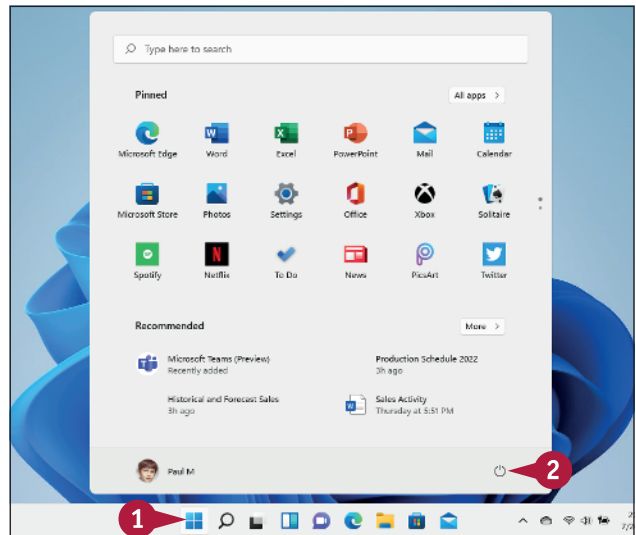 Type here to search
Pinned
All apps >
Microsoft Edge Word Excel PowerPoint Mail Calendar
Microsoft Store Photos Settings Office Xbox Solitaire
Spotify Netflix To Do News PicsArt Twitter
Recommended
More >
Microsoft Teams (Preview)
Recently added
Production Schedule 2022
3h ago
Historical and Forecast Sales
8h ago
Sales Activity
Thursday at 5:51 PM
Paul M
2
1